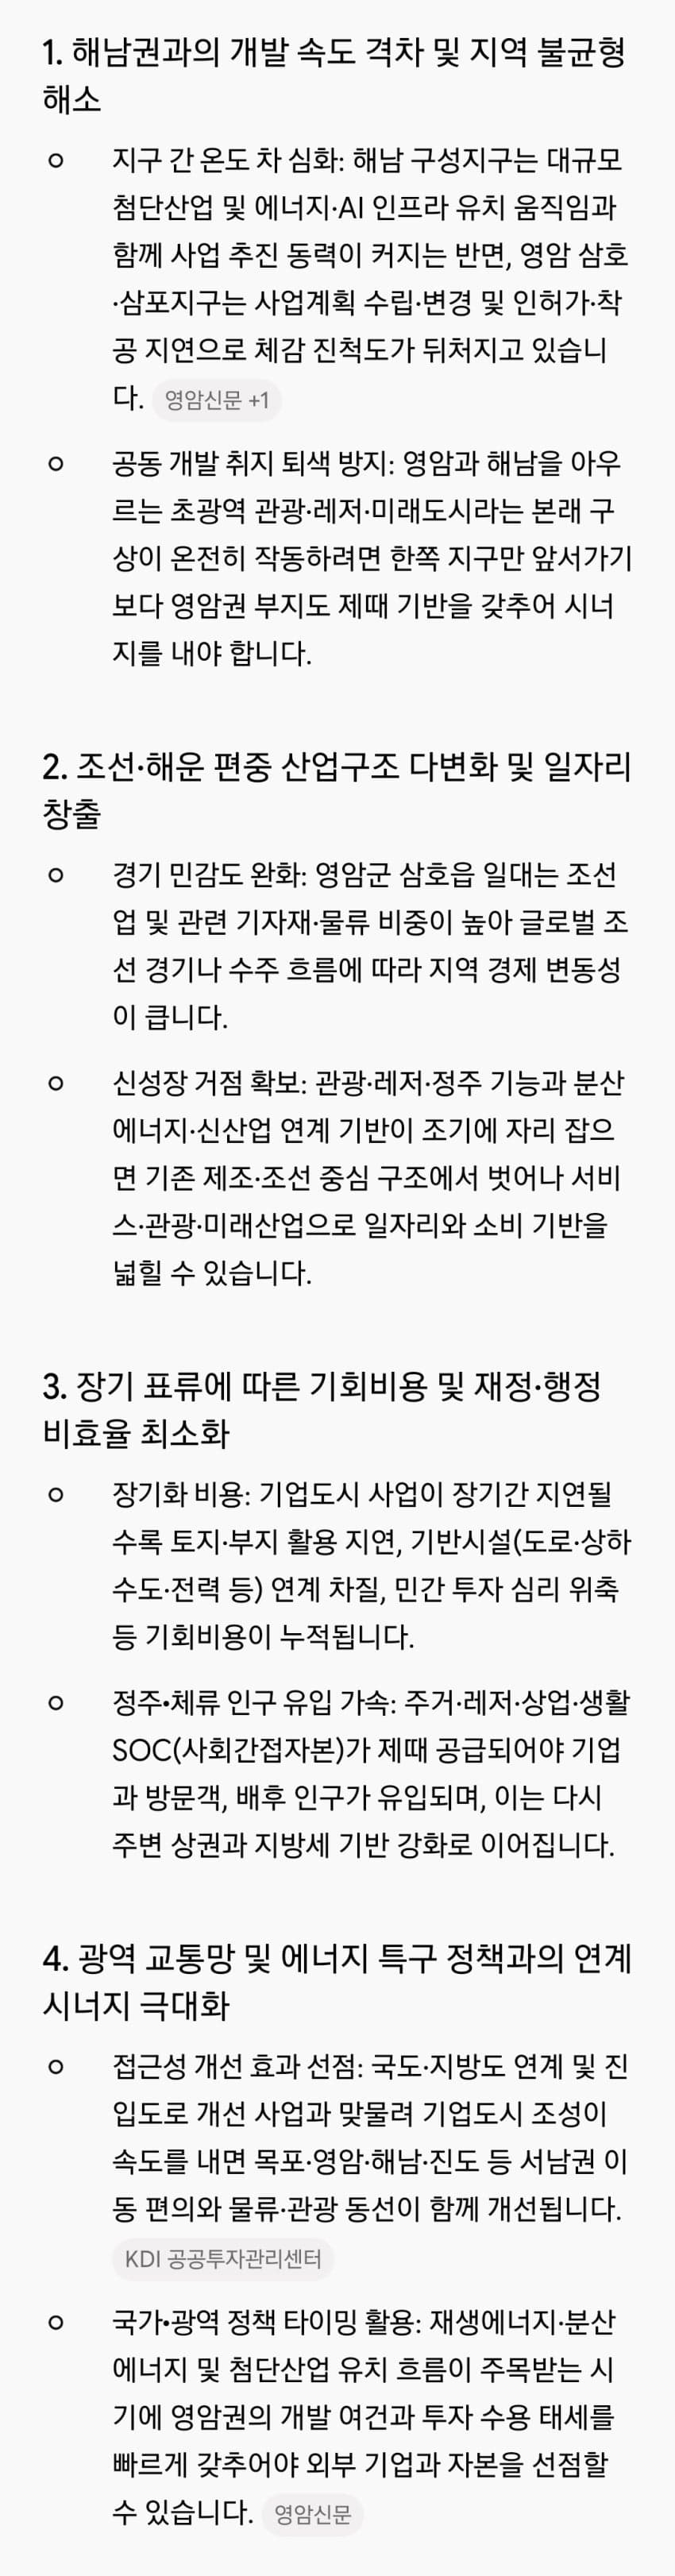 1. 해남권과의 개발 속도 격차 및 지역 불균형
해소
지구 간 온도 차 심화: 해남 구성지구는 대규모
첨단산업 및 에너지·AI 인프라 유치 움직임과
함께 사업 추진 동력이 커지는 반면, 영암 삼호
·삼포지구는 사업계획 수립·변경 및 인허가·착
공 지연으로 체감 진척도가 뒤처지고 있습니
다. 영암신문 +1
공동 개발 취지 퇴색 방지: 영암과 해남을 아우
르는 초광역 관광·레저·미래도시라는 본래 구
상이 온전히 작동하려면 한쪽 지구만 앞서가기
보다 영암권 부지도 제때 기반을 갖추어 시너
지를 내야 합니다.
2. 조선·해운 편중 산업구조 다변화 및 일자리
창출
경기 민감도 완화: 영암군 삼호읍 일대는 조선
업 및 관련 기자재·물류 비중이 높아 글로벌 조
선 경기나 수주 흐름에 따라 지역 경제 변동성
이 큽니다.
신성장 거점 확보: 관광·레저·정주 기능과 분산
에너지·신산업 연계 기반이 조기에 자리 잡으
면 기존 제조·조선 중심 구조에서 벗어나 서비
스·관광·미래산업으로 일자리와 소비 기반을
넓힐 수 있습니다.
3. 장기 표류에 따른 기회비용 및 재정·행정
비효율 최소화
장기화 비용: 기업도시 사업이 장기간 지연될
수록 토지·부지 활용 지연, 기반시설(도로·상하
수도·전력 등) 연계 차질, 민간 투자 심리 위축
등 기회비용이 누적됩니다.
정주•체류 인구 유입 가속: 주거·레저·상업·생활
SOC(사회간접자본)가 제때 공급되어야 기업
과 방문객, 배후 인구가 유입되며, 이는 다시
주변 상권과 지방세 기반 강화로 이어집니다.
4. 광역 교통망 및 에너지 특구 정책과의 연계
시너지 극대화
접근성 개선 효과 선점: 국도·지방도 연계 및 진
입도로 개선 사업과 맞물려 기업도시 조성이
속도를 내면 목포·영암·해남·진도 등 서남권 이
동 편의와 물류·관광 동선이 함께 개선됩니다.
KDI 공공투자관리센터
국가•광역 정책 타이밍 활용: 재생에너지·분산
에너지 및 첨단산업 유치 흐름이 주목받는 시
기에 영암권의 개발 여건과 투자 수용 태세를
빠르게 갖추어야 외부 기업과 자본을 선점할
수 있습니다. 영암신문